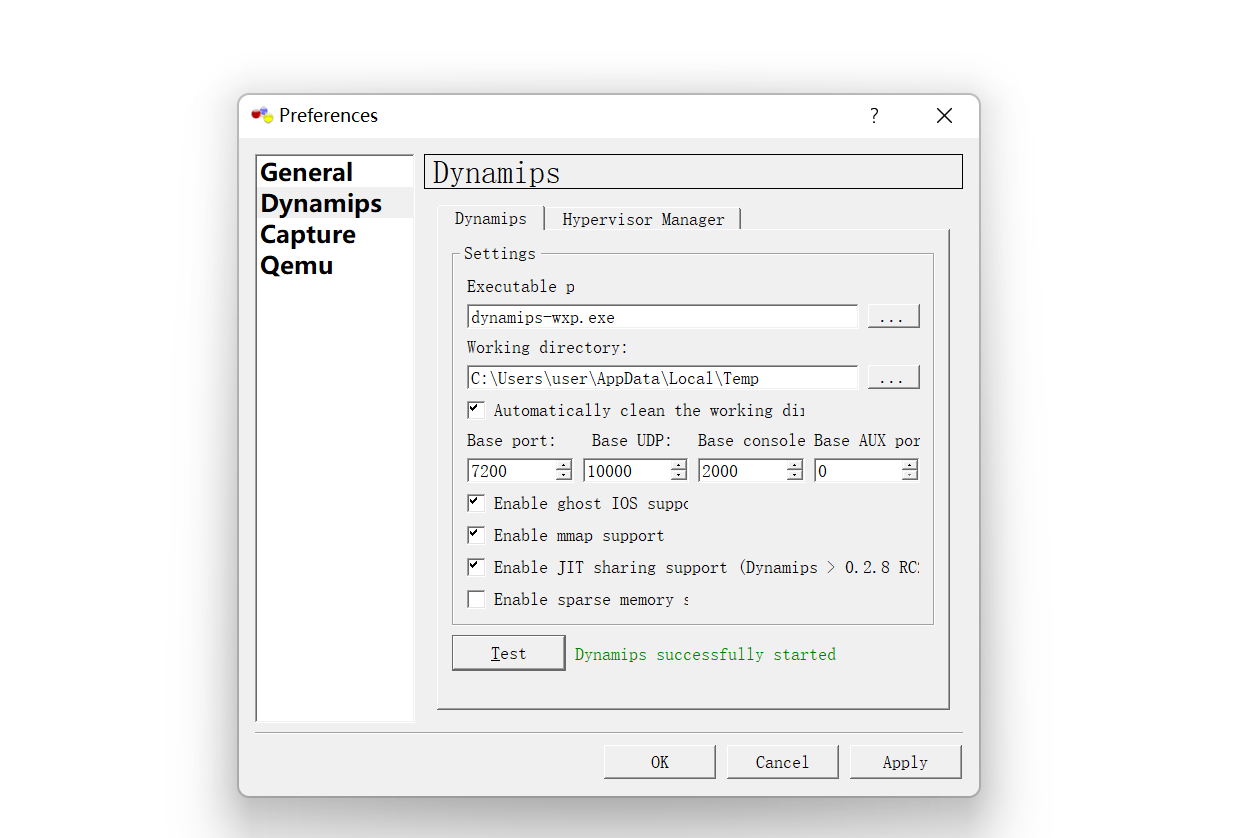 Preferences
?
General
Dynamips
Capture
Qemu
Dynamips
Dynamips
Hypervisor Manager
Settings
Executable p
dynamips-wxp.exe
...
Working directory:
C:\Users\user\AppData\Local\Temp
...
Automatically clean the working dir
Base port: Base UDP: Base console Base AUX por
7200 10000 2000 0
Enable ghost IOS suppo
Enable mmap support
Enable JIT sharing support (Dynamips > 0.2.8 RC
Enable sparse memory s
Test
Dynamips successfully started
OK Cancel Apply